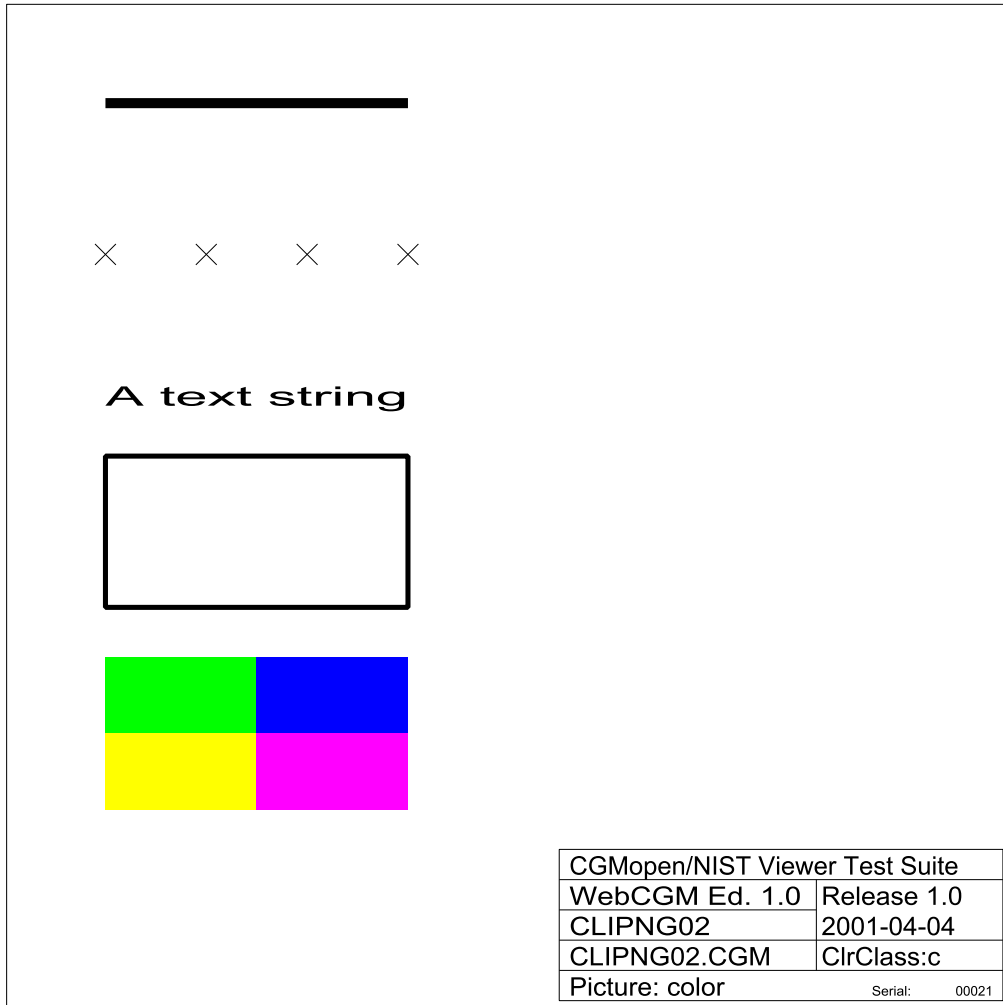 A text string
CGMopen/NIST Viewer Test Suite
WebCGM Ed. 1.0 Release 1.0
CLIPNG02 2001-04-04
CLIPNG02.CGM ClrClass:c
Picture: color Serial: 00021